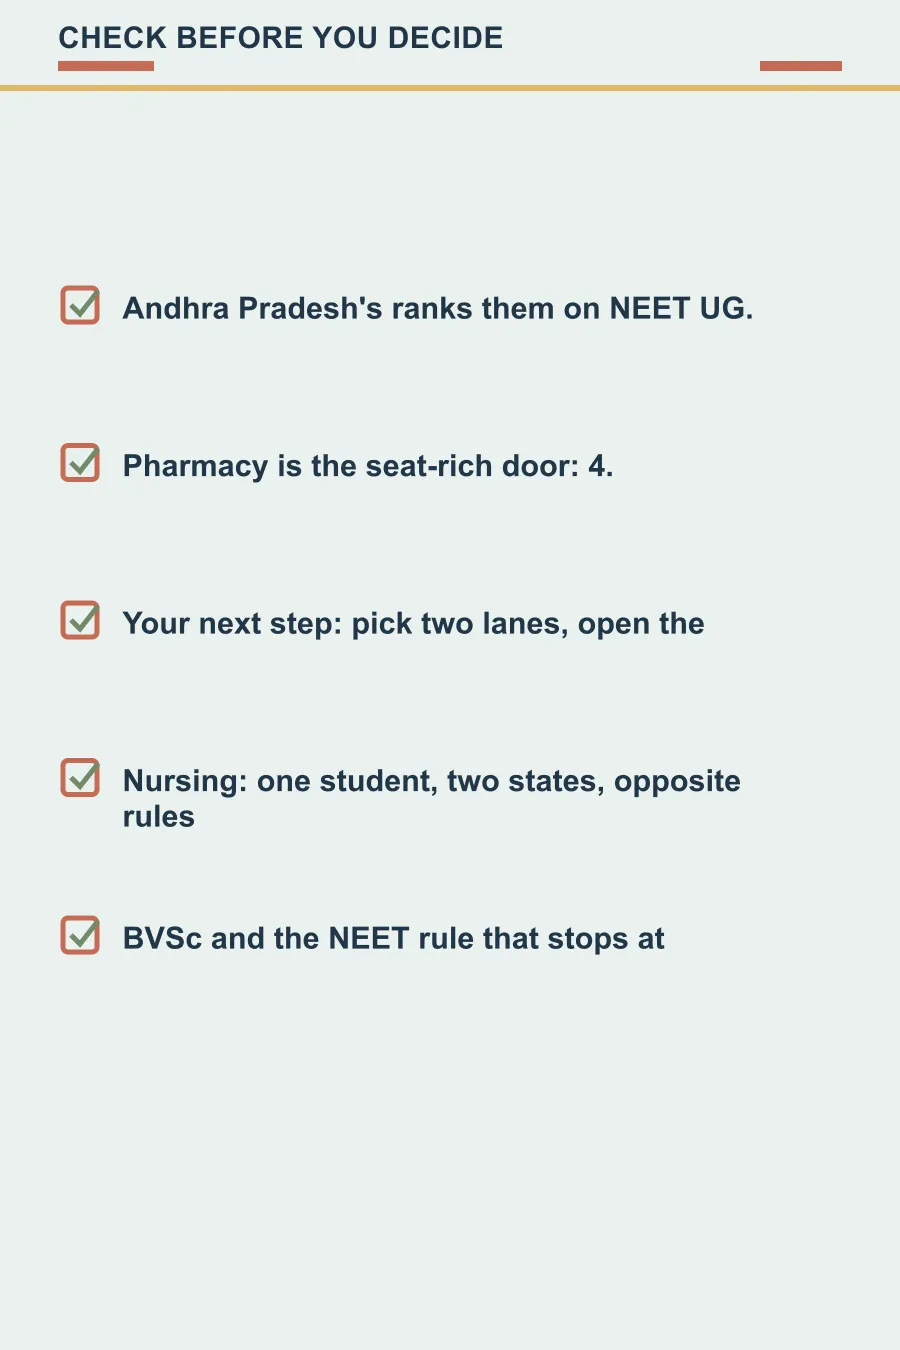 CHECK BEFORE YOU DECIDE
Andhra Pradesh's ranks them on NEET UG.
Pharmacy is the seat-rich door: 4.
Your next step: pick two lanes, open the
Nursing: one student, two states, opposite
rules
BVSc and the NEET rule that stops at